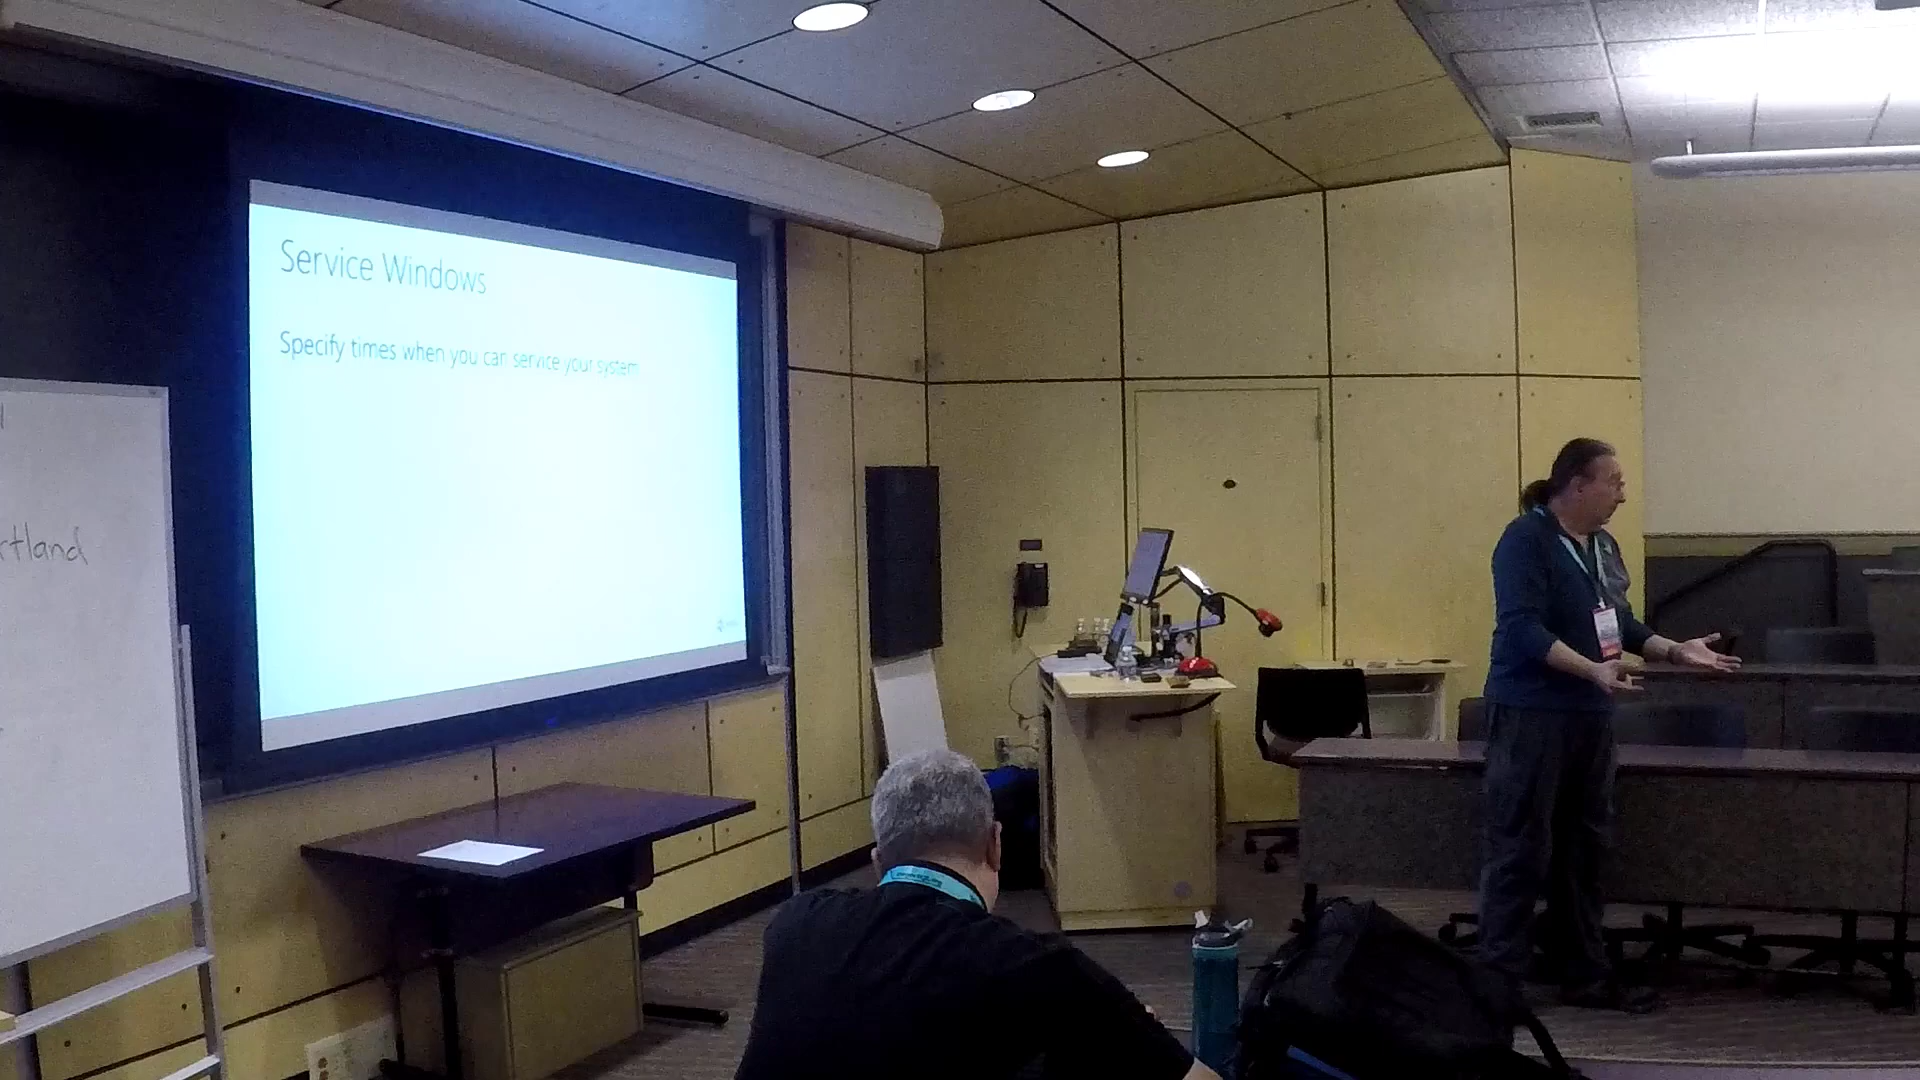 Service Windows
Specify times when you can service your system
rtland